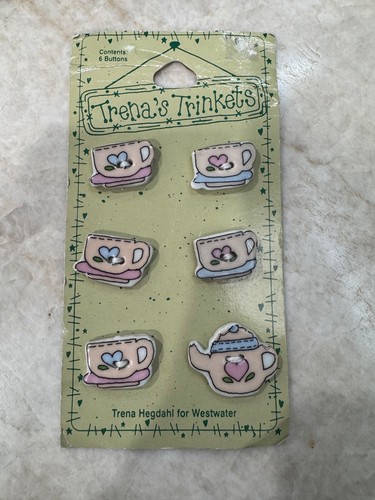 Contents:
6 Buttons
Trena's Trinkets
Trena Hegdahl for Westwater